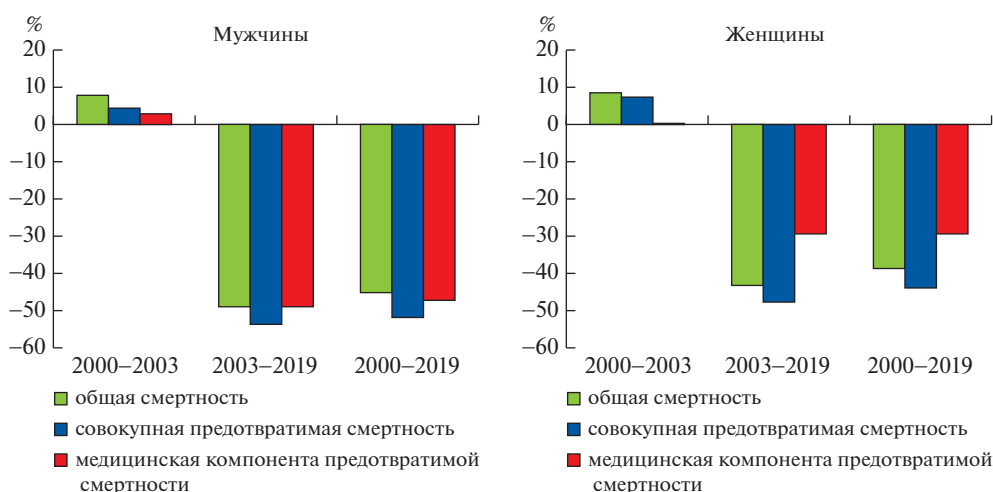 %
Мужчины
20
10
0
−10
−20
−30
−40
−50
−60
2000−2003 2003−2019 2000−2019
общая смертность
совокупная предотвратимая смертность
медицинская компонента предотвратимой
смертности
%
Женщины
20
10
0
−10
−20
−30
−40
−50
−60
2000−2003 2003−2019 2000−2019
общая смертность
совокупная предотвратимая смертность
медицинская компонента предотвратимой
смертности